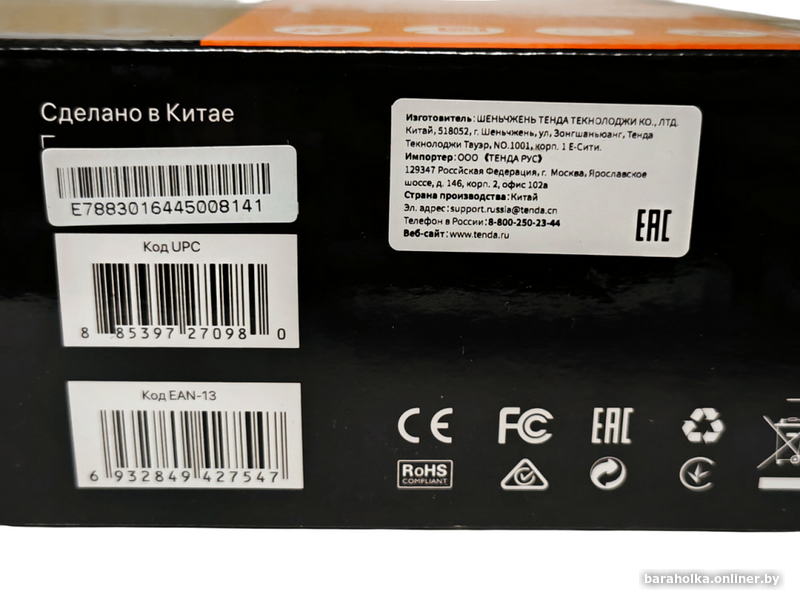 Сделано в Китае
E7883016445008141
Код UPC
8 85397 27098 0
Код EAN-13
6 932849 427547
Изготовитель: ШЕНЬЧЖЕНЬ ТЕНДА ТЕКНОЛОДЖИ КО., ЛТД.
Китай, 518052, г. Шеньчжень, ул, Зонгшаньюанг, Тенда
Текнолоджи Тауэр, NO.1001, корп. 1 Е-Сити.
Импортер: ООО 《ТЕНДА РУС》
129347 Российская Федерация, г. Москва, Ярославское
шоссе, д. 146, корп. 2, офис 102а
Страна производства: Китай
Эл. адрес: support.russia@tenda.cn
Телефон в России: 8-800-250-23-44
Веб-сайт: www.tenda.ru
EAC
CE FC EAC
RoHS
COMPLIANT
baraholka.onliner.by